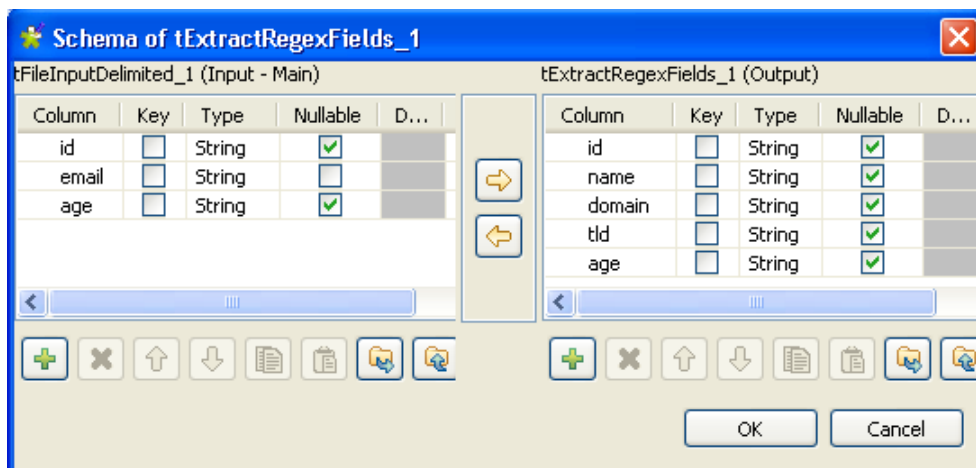 Schema of tExtractRegexFields_1
tFileInputDelimited_1 (Input - Main)
Column Key Type Nullable D...
id String
email String
age String
tExtractRegexFields_1 (Output)
Column Key Type Nullable D...
id String
name String
domain String
tld String
age String
OK Cancel